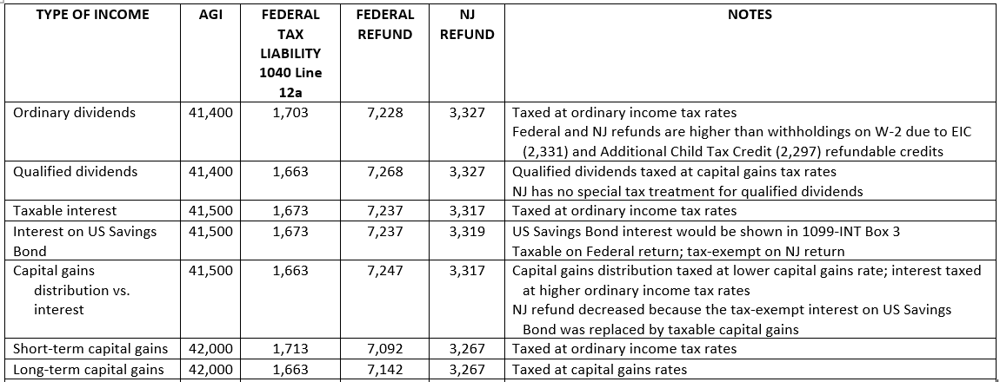 TYPE OF INCOME AGI FEDERAL TAX LIABILITY 1040 Line 12a FEDERAL REFUND NJ REFUND NOTES
Ordinary dividends 41,400 1,703 7,228 3,327 Taxed at ordinary income tax rates
Federal and NJ refunds are higher than withholdings on W-2 due to EIC
(2,331) and Additional Child Tax Credit (2,297) refundable credits
Qualified dividends 41,400 1,663 7,268 3,327 Qualified dividends taxed at capital gains tax rates
NJ has no special tax treatment for qualified dividends
Taxable interest 41,500 1,673 7,237 3,317 Taxed at ordinary income tax rates
Interest on US Savings Bond 41,500 1,673 7,237 3,319 US Savings Bond interest would be shown in 1099-INT Box 3
Taxable on Federal return; tax-exempt on NJ return
Capital gains distribution vs. interest 41,500 1,663 7,247 3,317 Capital gains distribution taxed at lower capital gains rate; interest taxed
at higher ordinary income tax rates
NJ refund decreased because the tax-exempt interest on US Savings
Bond was replaced by taxable capital gains
Short-term capital gains 42,000 1,713 7,092 3,267 Taxed at ordinary income tax rates
Long-term capital gains 42,000 1,663 7,142 3,267 Taxed at capital gains rates